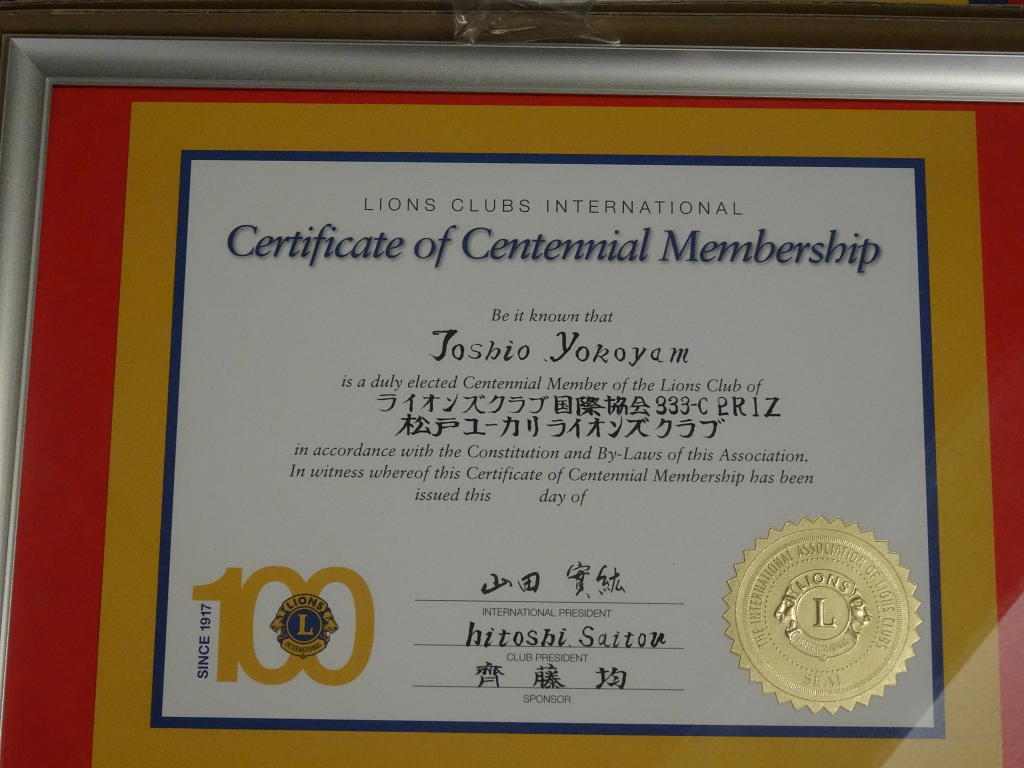 LIONS CLUBS INTERNATIONAL
Certificate of Centennial Membership
Be it known that
Toshio Yokoyam
is a duly elected Centennial Member of the Lions Club of
ライオンズクラブ国際協会333-C 2R1Z
松戸ユーカリライオンズクラブ
in accordance with the Constitution and By-Laws of this Association.
In witness whereof this Certificate of Centennial Membership has been
issued this day of
SINCE 1917
100
LIONS
L
INTERNATIONAL
山田 實紘
INTERNATIONAL PRESIDENT
hitoshi Saitou
CLUB PRESIDENT
齊藤 均
SPONSOR
THE INTERNATIONAL ASSOCIATION OF LIONS CLUBS
LIONS
L
INTERNATIONAL
SEAL